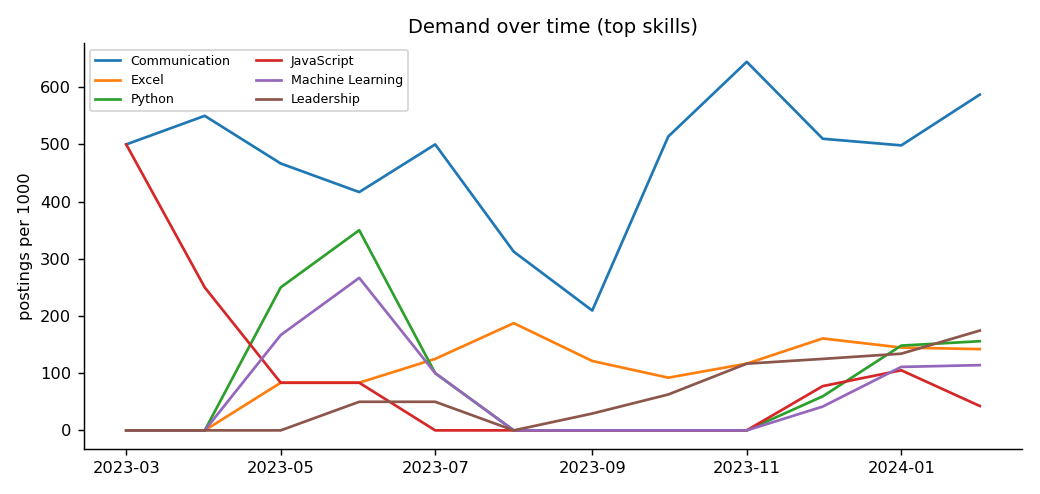 Demand over time (top skills)
Communication
Excel
Python
JavaScript
Machine Learning
Leadership
postings per 1000
600
500
400
300
200
100
0
2023-03
2023-05
2023-07
2023-09
2023-11
2024-01